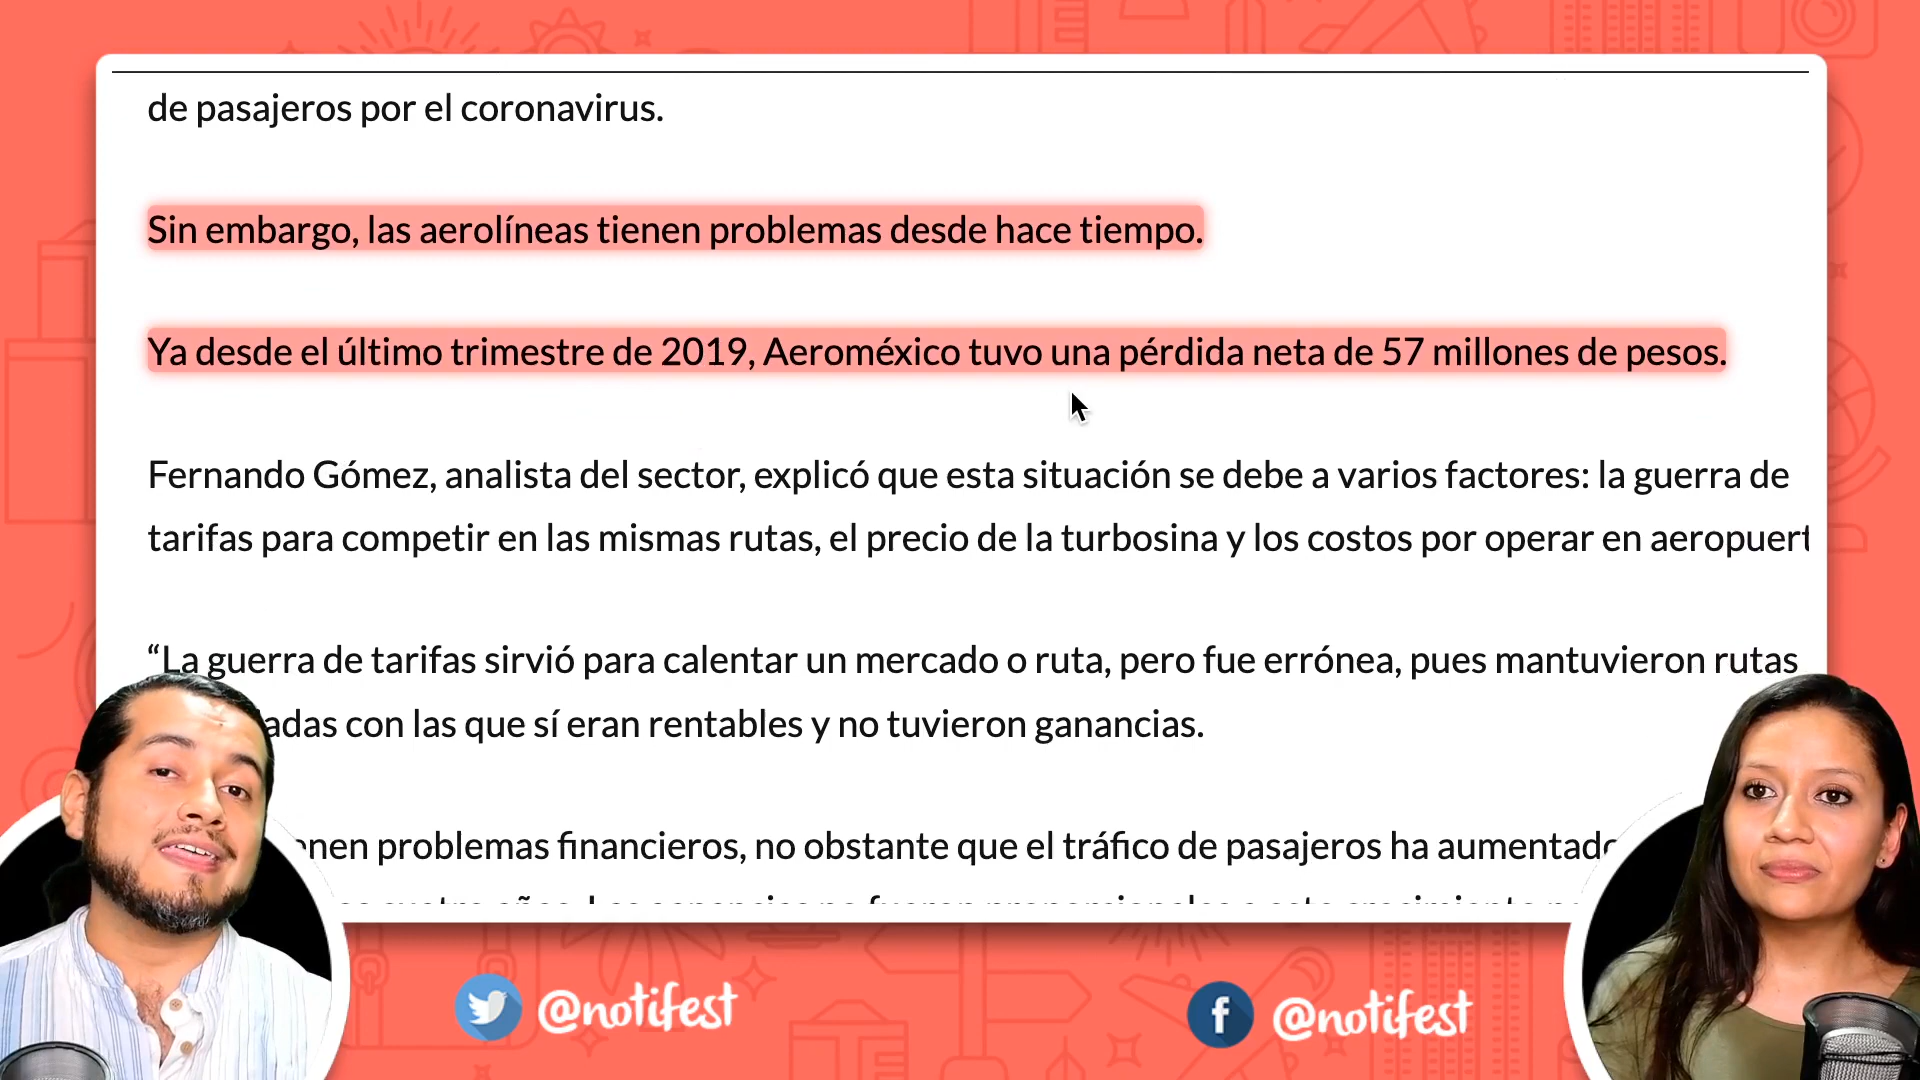 de pasajeros por el coronavirus.
Sin embargo, las aerolíneas tienen problemas desde hace tiempo.
Ya desde el último trimestre de 2019, Aeroméxico tuvo una pérdida neta de 57 millones de pesos.
Fernando Gómez, analista del sector, explicó que esta situación se debe a varios factores: la guerra de
tarifas para competir en las mismas rutas, el precio de la turbosina y los costos por operar en aeropuert
“La guerra de tarifas sirvió para calentar un mercado o ruta, pero fue errónea, pues mantuvieron rutas
adas con las que sí eran rentables y no tuvieron ganancias.
enen problemas financieros, no obstante que el tráfico de pasajeros ha aumentado
@notifest
f @notifest